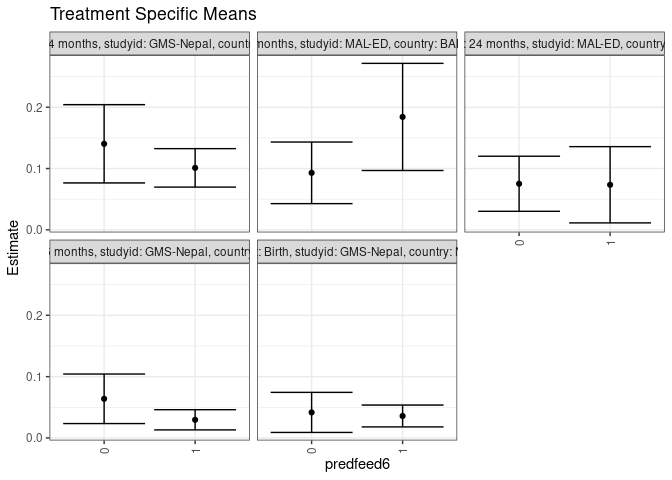 Treatment Specific Means
4 months, studyid: GMS-Nepal, countr
months, studyid: MAL-ED, country: BA
: 24 months, studyid: MAL-ED, country
0.2
0.1
0.0
0 1
months, studyid: GMS-Nepal, country
: Birth, studyid: GMS-Nepal, country:
0.2
0.1
0.0
0 1
0 1
Estimate
predfeed6